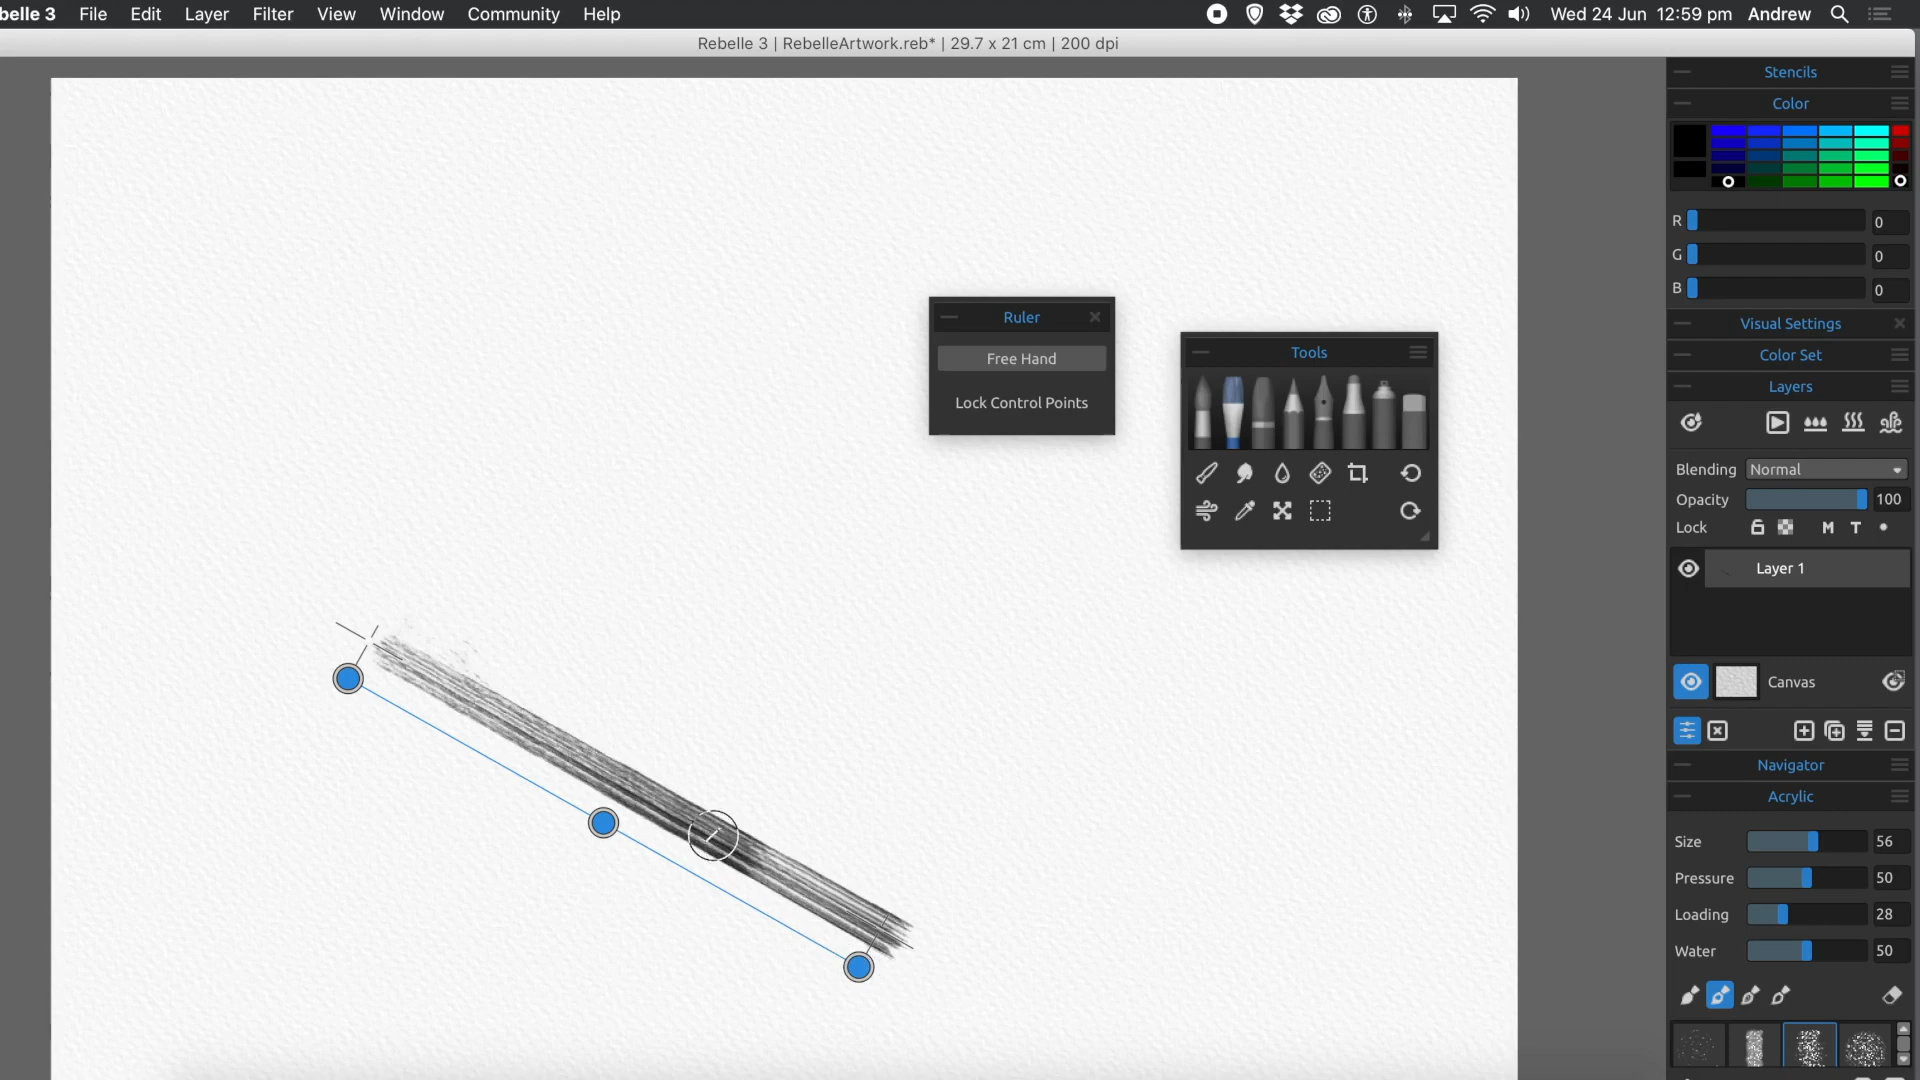 belle 3 File Edit Layer Filter View Window Community Help Wed 24 Jun 12:59 pm Andrew
Rebelle 3 | RebelleArtwork.reb* | 29.7 x 21 cm | 200 dpi
Stencils
Color
R 0
G 0
B 0
Visual Settings
Color Set
Layers
Blending Normal
Opacity 100
Lock M T
Layer 1
Canvas
Navigator
Acrylic
Size 56
Pressure 50
Loading 28
Water 50
Ruler
Free Hand
Lock Control Points
Tools